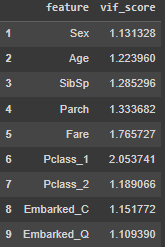 feature vif_score
1 Sex 1.131328
2 Age 1.223960
3 SibSp 1.285296
4 Parch 1.333682
5 Fare 1.765727
6 Pclass_1 2.053741
7 Pclass_2 1.189066
8 Embarked_C 1.151772
9 Embarked_Q 1.109390